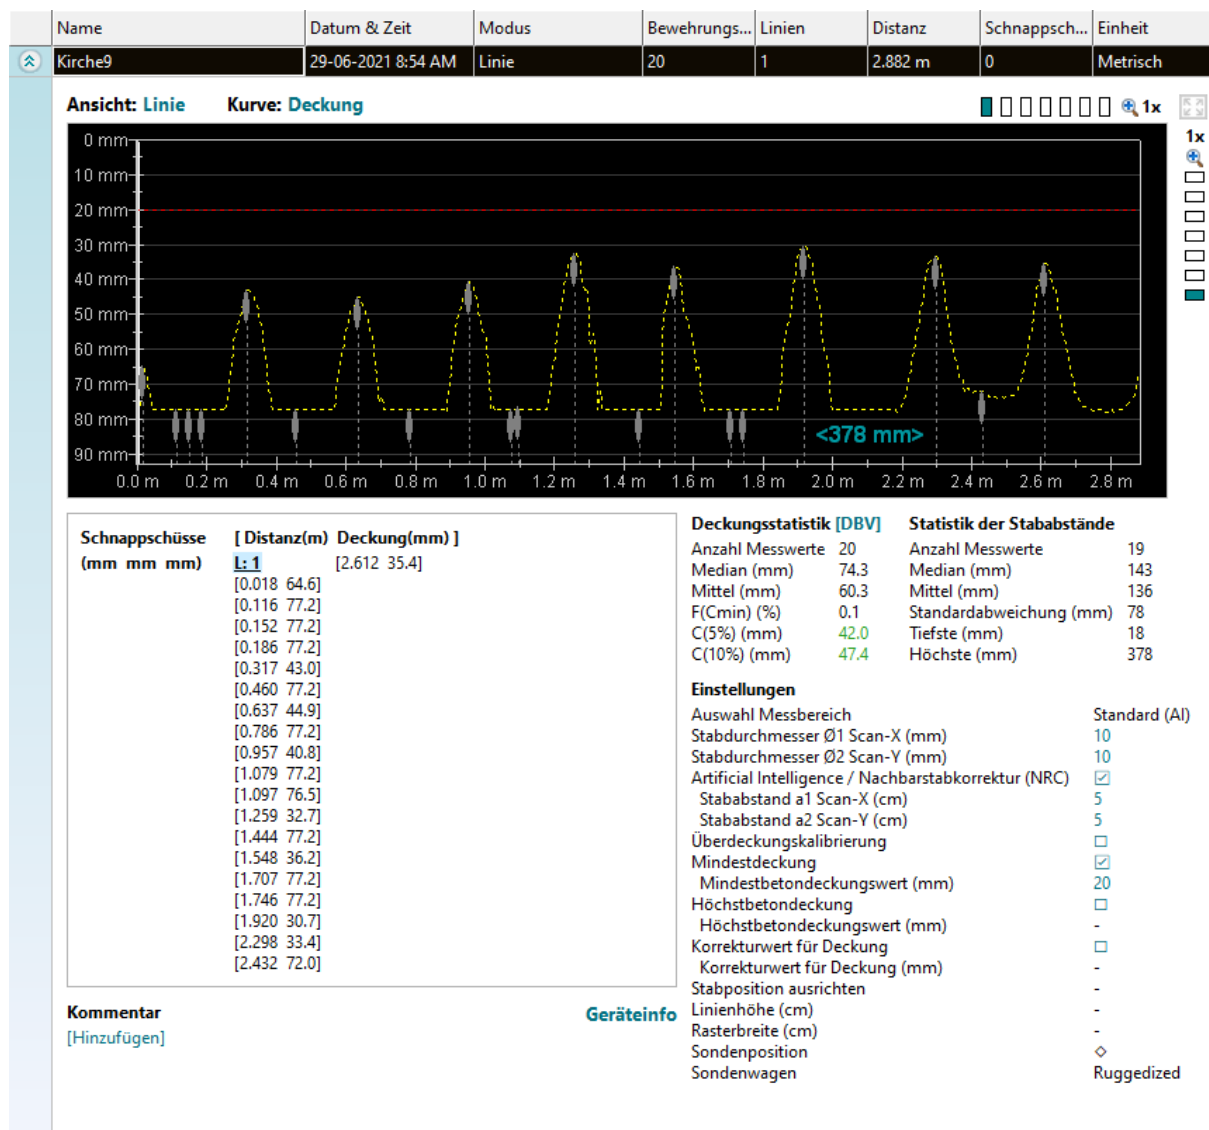 Name Datum & Zeit Modus Bewehrungs... Linien Distanz Schnappsch... Einheit
Kirche9 29-06-2021 8:54 AM Linie 20 1 2.882 m 0 Metrisch
Ansicht: Linie Kurve: Deckung 1x
1x
0 mm
10 mm
20 mm
30 mm
40 mm
50 mm
60 mm
70 mm
80 mm
<378 mm>
90 mm
0.0 m 0.2 m 0.4 m 0.6 m 0.8 m 1.0 m 1.2 m 1.4 m 1.6 m 1.8 m 2.0 m 2.2 m 2.4 m 2.6 m 2.8 m
Schnappschüsse [ Distanz(m) Deckung(mm) ]
(mm mm mm) L: 1 [2.612 35.4]
[0.018 64.6]
[0.116 77.2]
[0.152 77.2]
[0.186 77.2]
[0.317 43.0]
[0.460 77.2]
[0.637 44.9]
[0.786 77.2]
[0.957 40.8]
[1.079 77.2]
[1.097 76.5]
[1.259 32.7]
[1.444 77.2]
[1.548 36.2]
[1.707 77.2]
[1.746 77.2]
[1.920 30.7]
[2.298 33.4]
[2.432 72.0]
Kommentar Geräteinfo
[Hinzufügen]
Deckungsstatistik [DBV] Statistik der Stababstände
Anzahl Messwerte 20 Anzahl Messwerte 19
Median (mm) 74.3 Median (mm) 143
Mittel (mm) 60.3 Mittel (mm) 136
F(Cmin) (%) 0.1 Standardabweichung (mm) 78
C(5%) (mm) 42.0 Tiefste (mm) 18
C(10%) (mm) 47.4 Höchste (mm) 378
Einstellungen
Auswahl Messbereich Standard (AI)
Stabdurchmesser Ø1 Scan-X (mm) 10
Stabdurchmesser Ø2 Scan-Y (mm) 10
Artificial Intelligence / Nachbarstabkorrektur (NRC) ☑
Stababstand a1 Scan-X (cm) 5
Stababstand a2 Scan-Y (cm) 5
Überdeckungskalibrierung ☐
Mindestdeckung ☑
Mindestbetondeckungswert (mm) 20
Höchstbetondeckung ☐
Höchstbetondeckungswert (mm) -
Korrekturwert für Deckung ☐
Korrekturwert für Deckung (mm) -
Stabposition ausrichten -
Linienhöhe (cm) -
Rasterbreite (cm) -
Sondenposition ◇
Sondenwagen Ruggedized